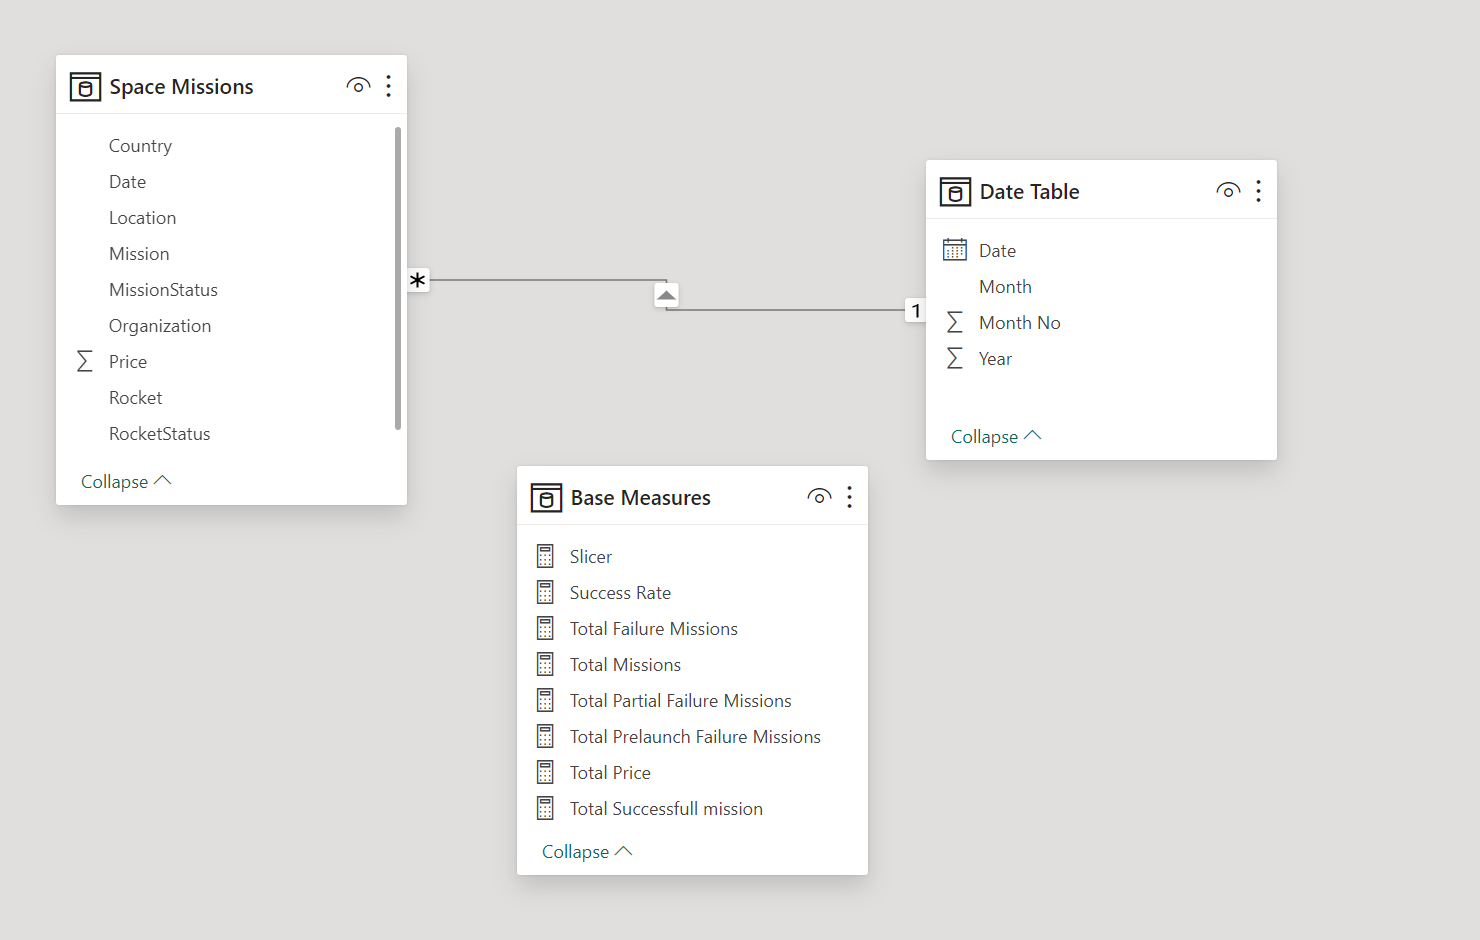 Space Missions
Country
Date
Location
Mission
MissionStatus
Organization
Price
Rocket
RocketStatus
Collapse
*
1
Date Table
Date
Month
Month No
Year
Collapse
Base Measures
Slicer
Success Rate
Total Failure Missions
Total Missions
Total Partial Failure Missions
Total Prelaunch Failure Missions
Total Price
Total Successfull mission
Collapse